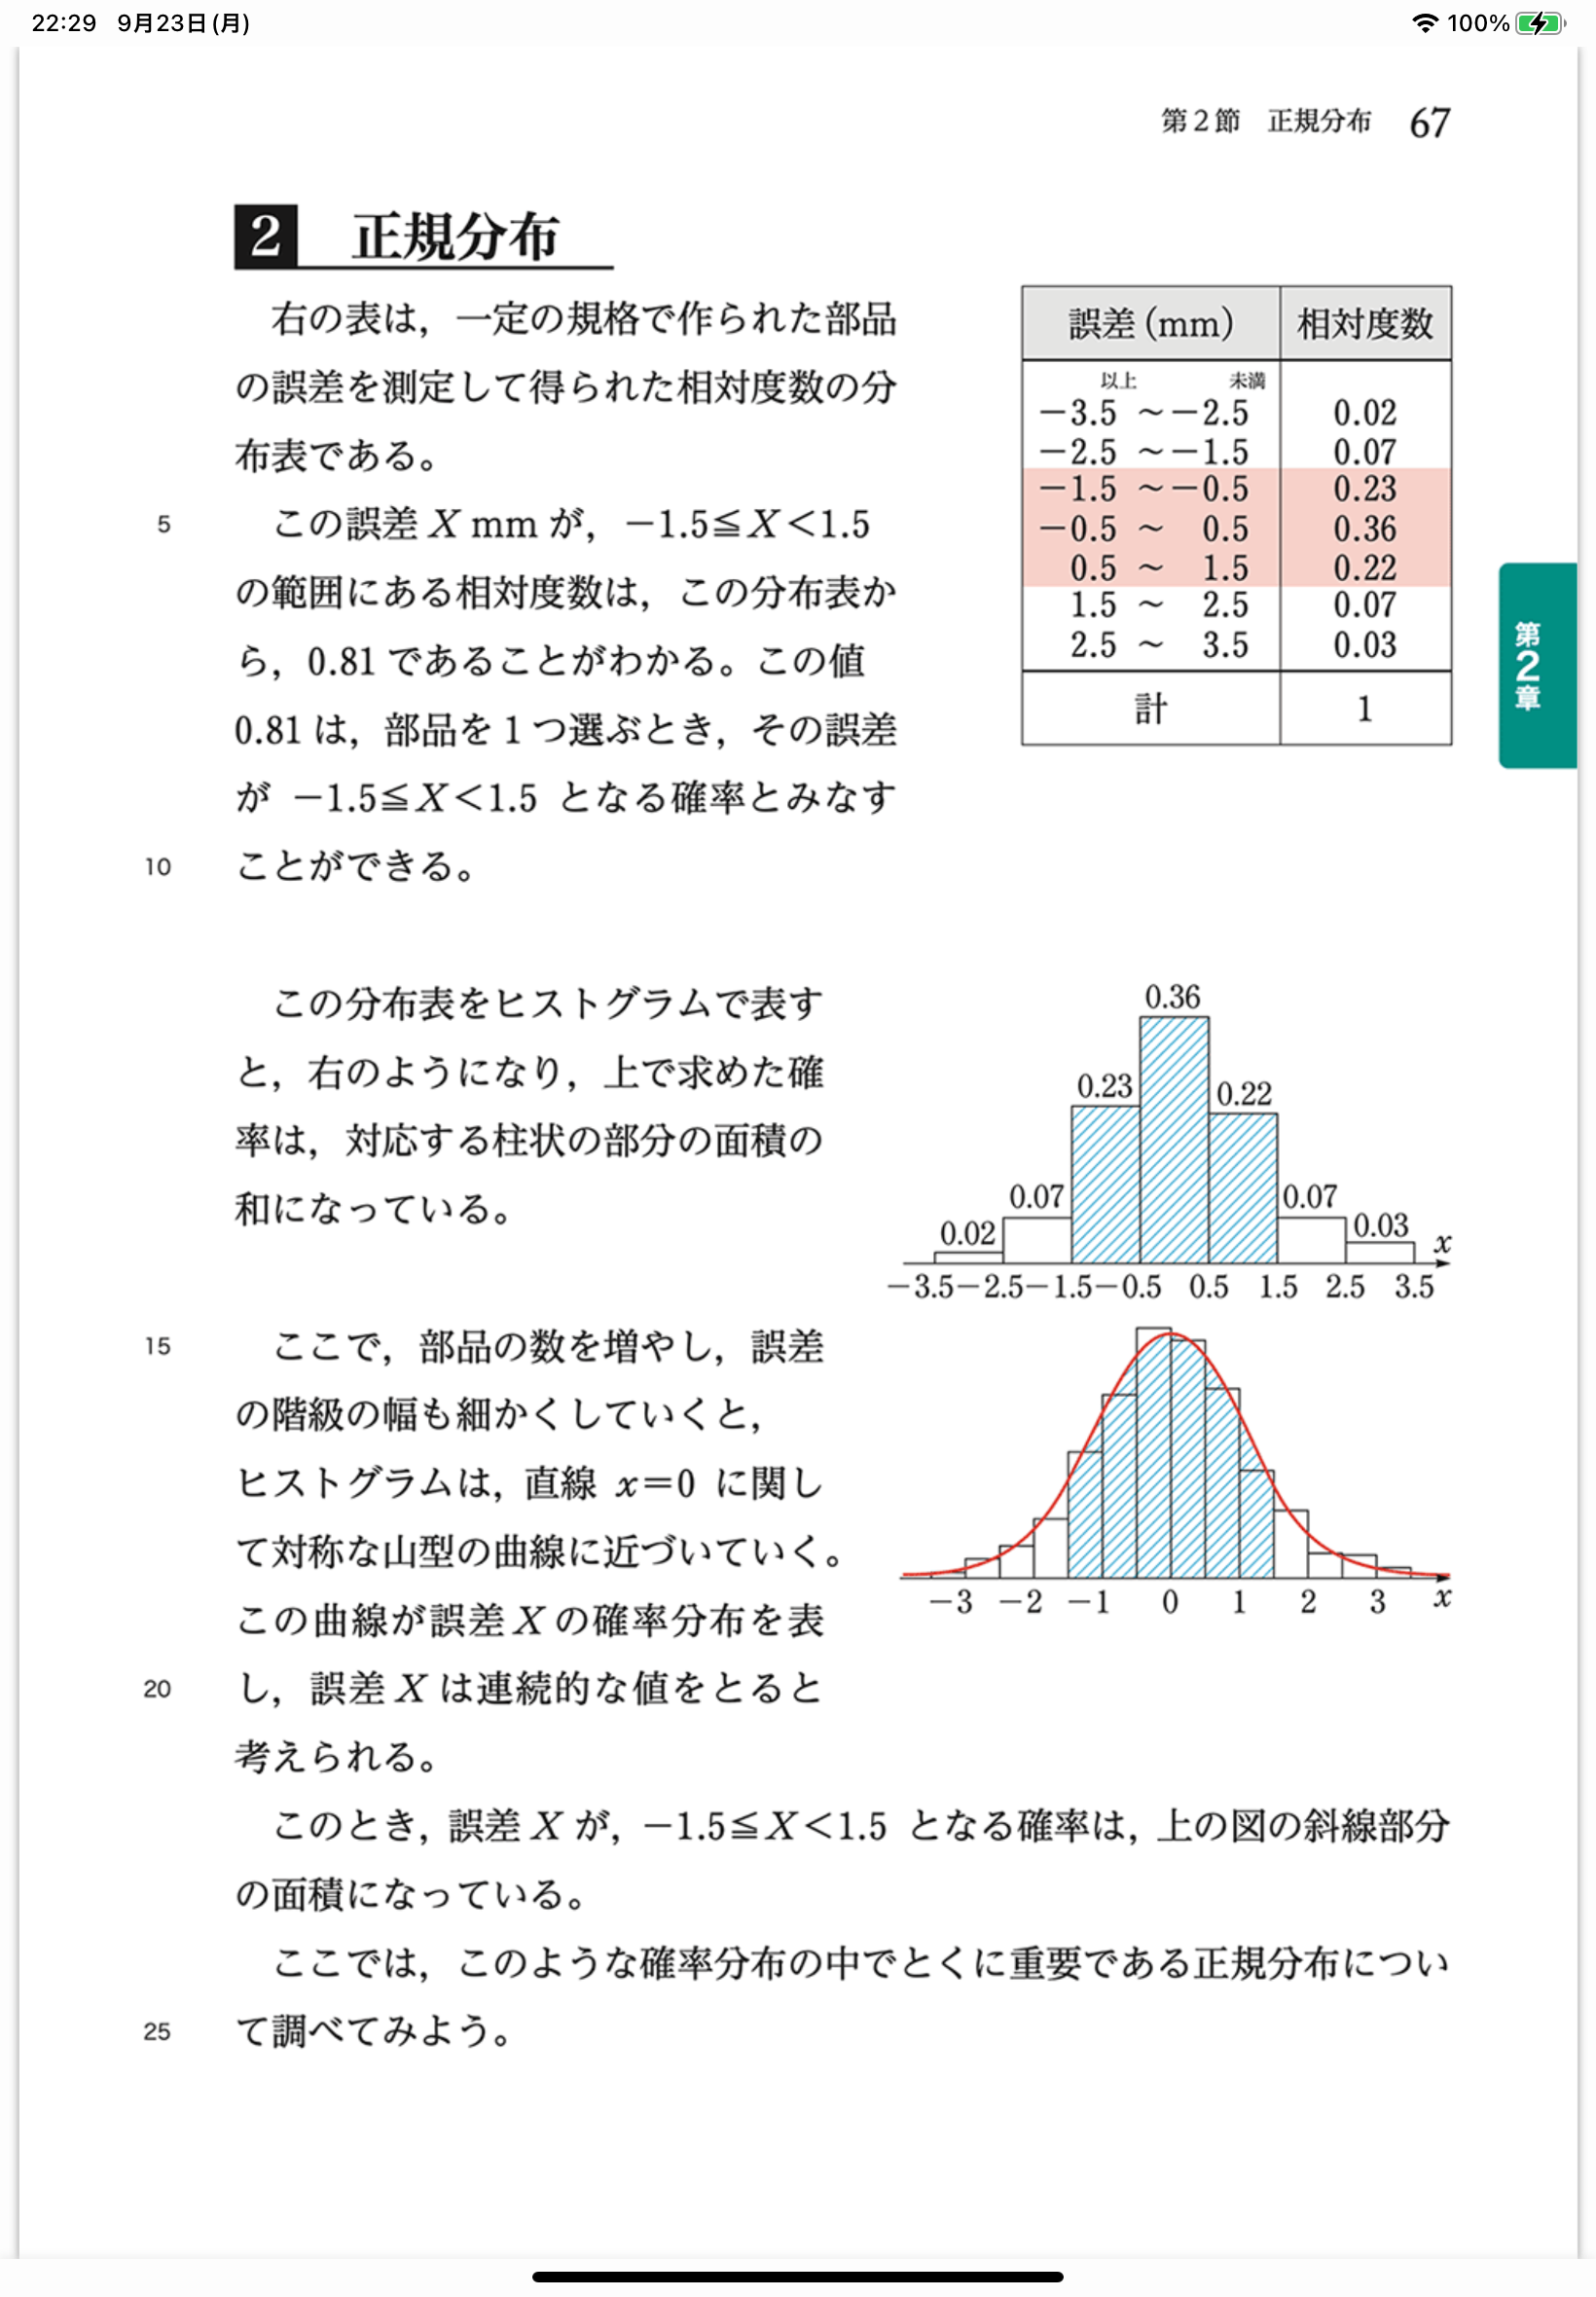 22:29 9月23日(月)
100%
第2節 正規分布 67
2 正規分布
右の表は，一定の規格で作られた部品
の誤差を測定して得られた相対度数の分
布表である。
5 この誤差 X mm が，−1.5≦X＜1.5
の範囲にある相対度数は，この分布表か
ら，0.81 であることがわかる。この値
0.81 は，部品を 1 つ選ぶとき，その誤差
が −1.5≦X＜1.5 となる確率とみなす
10 ことができる。
誤差(mm) 相対度数
以上 未満
−3.5 ～−2.5 0.02
−2.5 ～−1.5 0.07
−1.5 ～−0.5 0.23
−0.5 ～ 0.5 0.36
0.5 ～ 1.5 0.22
1.5 ～ 2.5 0.07
2.5 ～ 3.5 0.03
計 1
第2章
この分布表をヒストグラムで表す
と，右のようになり，上で求めた確
率は，対応する柱状の部分の面積の
和になっている。
0.36
0.23
0.22
0.07
0.07
0.02
0.03
x
−3.5−2.5−1.5−0.5 0.5 1.5 2.5 3.5
15 ここで，部品の数を増やし，誤差
の階級の幅も細かくしていくと，
ヒストグラムは，直線 x＝0 に関し
て対称な山型の曲線に近づいていく。
この曲線が誤差 X の確率分布を表
20 し，誤差 X は連続的な値をとると
考えられる。
−3 −2 −1 0 1 2 3 x
このとき，誤差 X が，−1.5≦X＜1.5 となる確率は，上の図の斜線部分
の面積になっている。
ここでは，このような確率分布の中でとくに重要である正規分布につい
25 て調べてみよう。